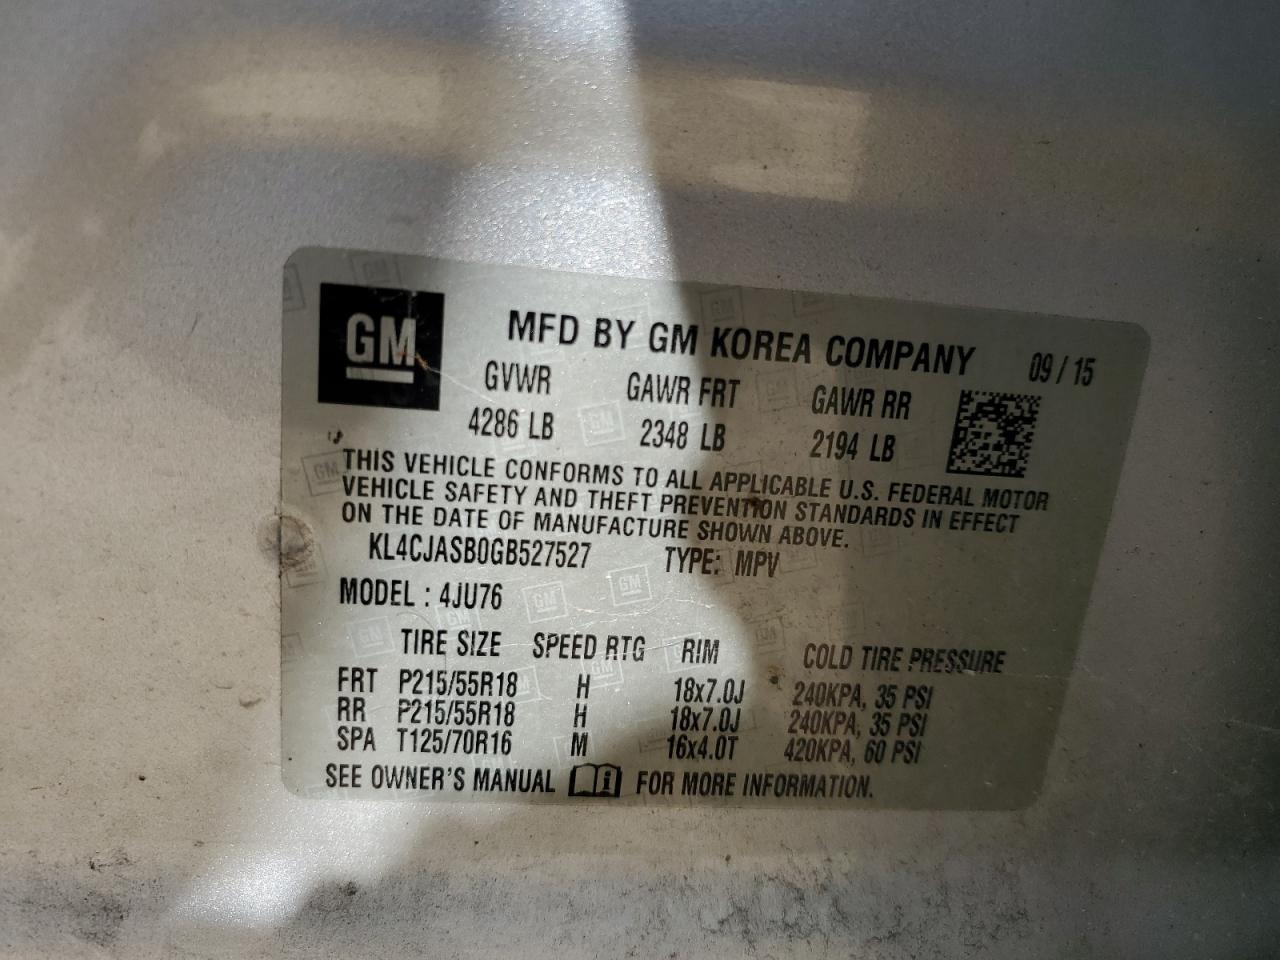 GM
MFD BY GM KOREA COMPANY 09 / 15
GVWR GAWR FRT GAWR RR
4286 LB 2348 LB 2194 LB
THIS VEHICLE CONFORMS TO ALL APPLICABLE U.S. FEDERAL MOTOR
VEHICLE SAFETY AND THEFT PREVENTION STANDARDS IN EFFECT
ON THE DATE OF MANUFACTURE SHOWN ABOVE.
KL4CJASB0GB527527 TYPE: MPV
MODEL : 4JU76
TIRE SIZE SPEED RTG RIM COLD TIRE PRESSURE
FRT P215/55R18 H 18x7.0J 240KPA, 35 PSI
RR P215/55R18 H 18x7.0J 240KPA, 35 PSI
SPA T125/70R16 M 16x4.0T 420KPA, 60 PSI
SEE OWNER'S MANUAL FOR MORE INFORMATION.